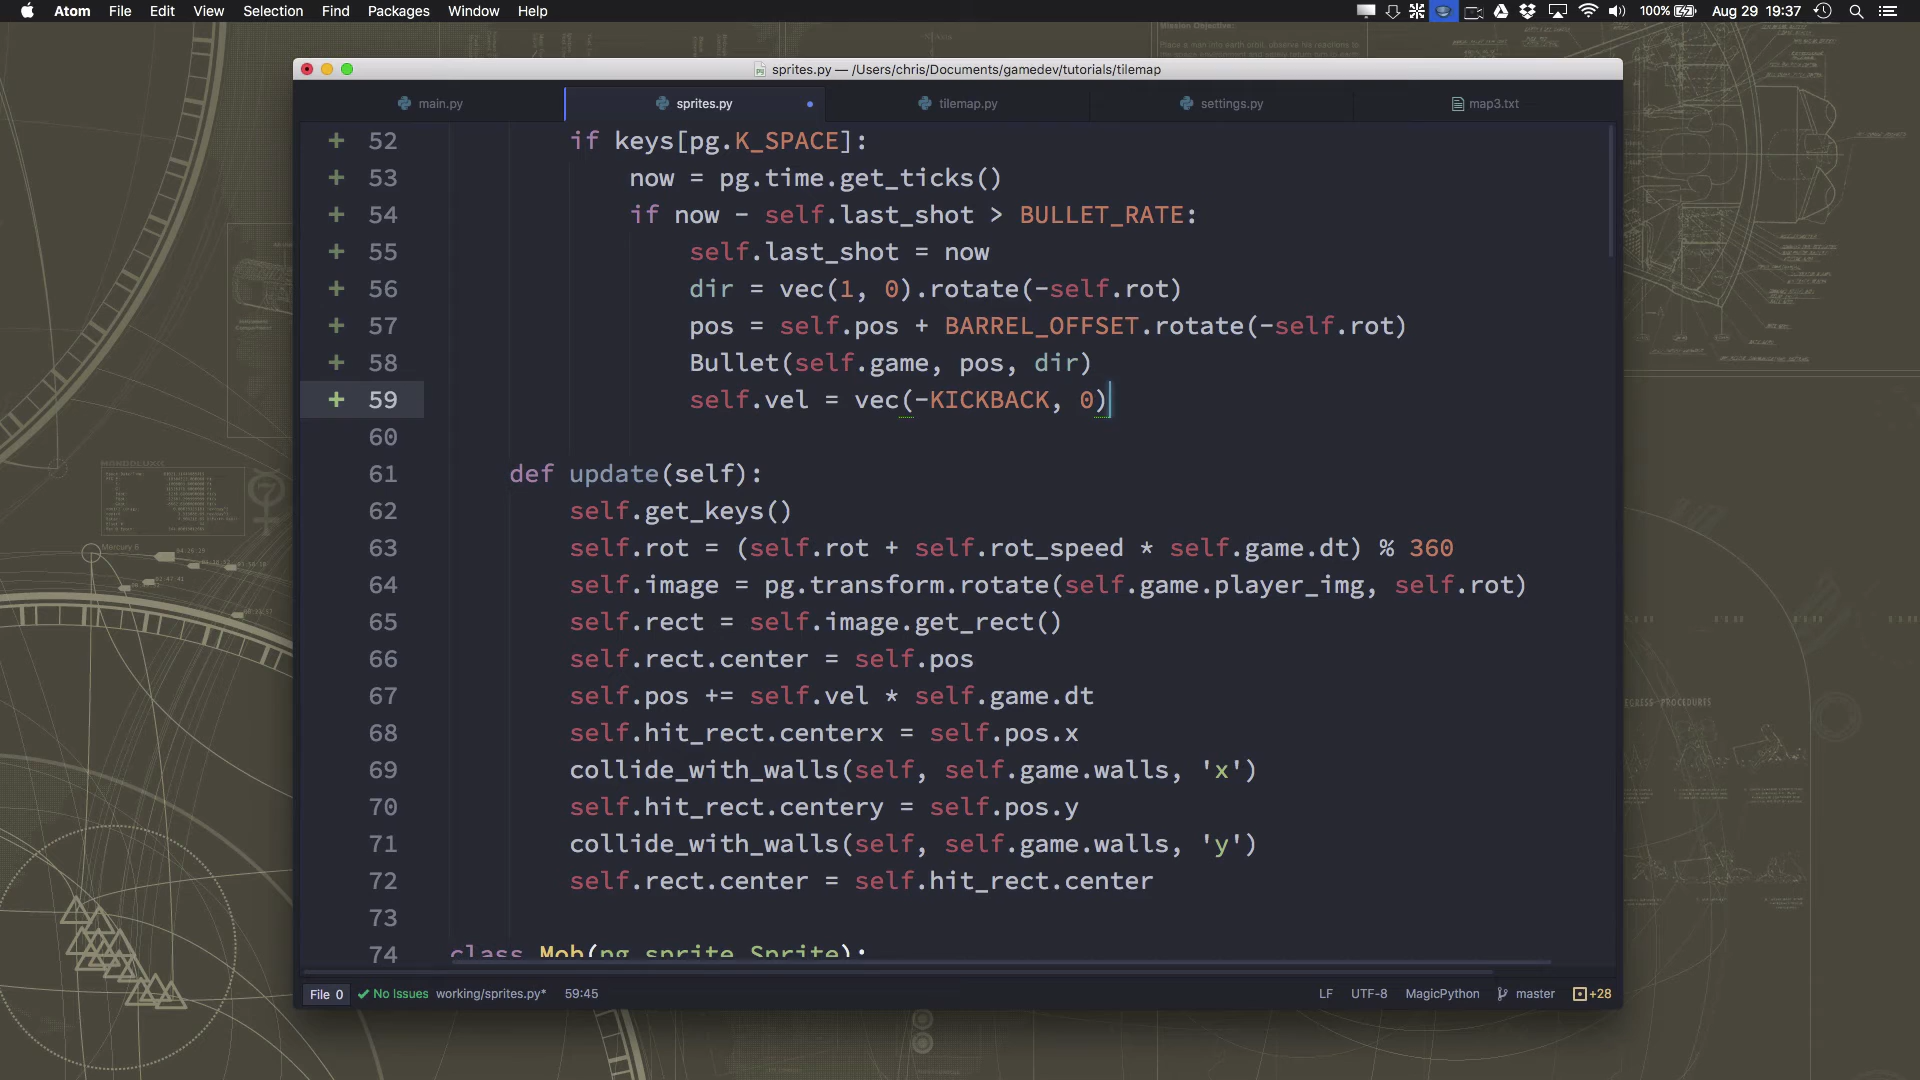 Atom File Edit View Selection Find Packages Window Help
100% Aug 29 19:37
sprites.py — /Users/chris/Documents/gamedev/tutorials/tilemap
main.py sprites.py tilemap.py settings.py map3.txt
+ 52 if keys[pg.K_SPACE]:
+ 53 now = pg.time.get_ticks()
+ 54 if now - self.last_shot > BULLET_RATE:
+ 55 self.last_shot = now
+ 56 dir = vec(1, 0).rotate(-self.rot)
+ 57 pos = self.pos + BARREL_OFFSET.rotate(-self.rot)
+ 58 Bullet(self.game, pos, dir)
+ 59 self.vel = vec(-KICKBACK, 0)
60
61 def update(self):
62 self.get_keys()
63 self.rot = (self.rot + self.rot_speed * self.game.dt) % 360
64 self.image = pg.transform.rotate(self.game.player_img, self.rot)
65 self.rect = self.image.get_rect()
66 self.rect.center = self.pos
67 self.pos += self.vel * self.game.dt
68 self.hit_rect.centerx = self.pos.x
69 collide_with_walls(self, self.game.walls, 'x')
70 self.hit_rect.centery = self.pos.y
71 collide_with_walls(self, self.game.walls, 'y')
72 self.rect.center = self.hit_rect.center
73
74 class Mob(pg.sprite.Sprite):
File 0 No Issues working/sprites.py* 59:45 LF UTF-8 MagicPython master +28
Mission Objective:
Mercury 6